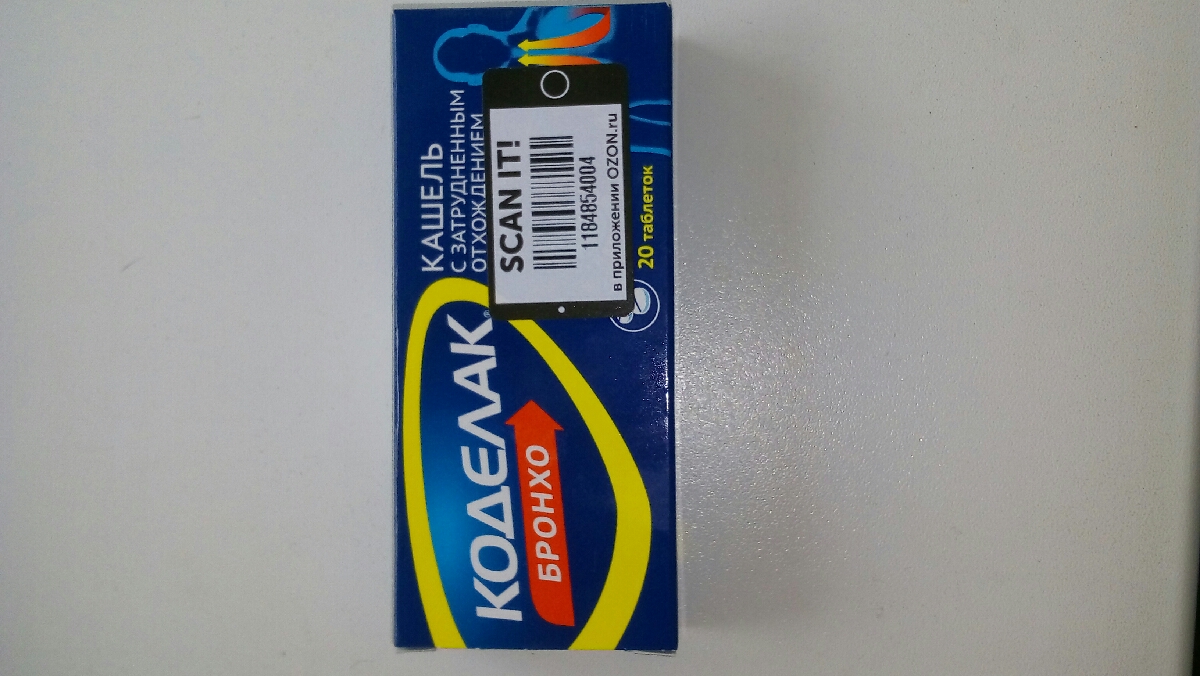 КОДЕЛАК®
БРОНХО
КАШЕЛЬ
С ЗАТРУДНЕННЫМ
ОТХОЖДЕНИЕМ
SCAN IT!
1184854004
в приложении OZON.ru
20 таблеток